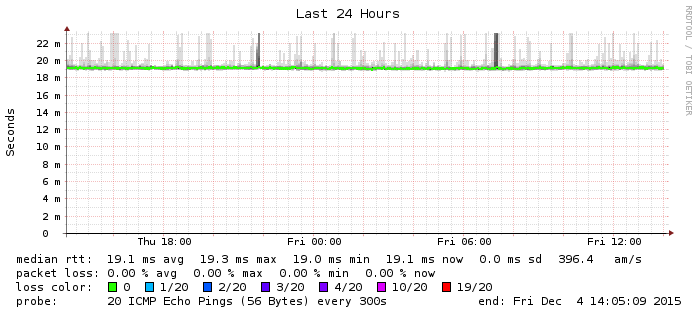 Last 24 Hours
RRDTOOL / TOBI OETIKER
Seconds
22 m
20 m
18 m
16 m
14 m
12 m
10 m
8 m
6 m
4 m
2 m
0
Thu 18:00 Fri 00:00 Fri 06:00 Fri 12:00
median rtt: 19.1 ms avg 19.3 ms max 19.0 ms min 19.1 ms now 0.0 ms sd 396.4 am/s
packet loss: 0.00 % avg 0.00 % max 0.00 % min 0.00 % now
loss color: 0 1/20 2/20 3/20 4/20 10/20 19/20
probe: 20 ICMP Echo Pings (56 Bytes) every 300s end: Fri Dec 4 14:05:09 2015